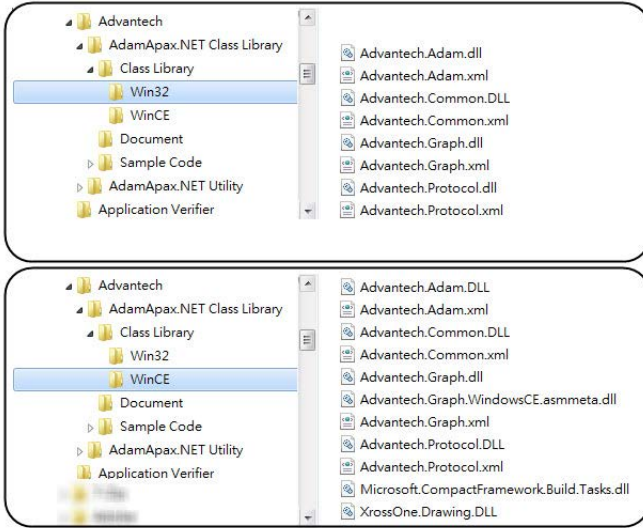 Advantech
AdamApax.NET Class Library
Class Library
Win32
WinCE
Document
Sample Code
AdamApax.NET Utility
Application Verifier
Advantech.Adam.dll
Advantech.Adam.xml
Advantech.Common.DLL
Advantech.Common.xml
Advantech.Graph.dll
Advantech.Graph.xml
Advantech.Protocol.dll
Advantech.Protocol.xml
Advantech
AdamApax.NET Class Library
Class Library
Win32
WinCE
Document
Sample Code
AdamApax.NET Utility
Application Verifier
Advantech.Adam.DLL
Advantech.Adam.xml
Advantech.Common.DLL
Advantech.Common.xml
Advantech.Graph.dll
Advantech.Graph.WindowsCE.asmmeta.dll
Advantech.Graph.xml
Advantech.Protocol.DLL
Advantech.Protocol.xml
Microsoft.CompactFramework.Build.Tasks.dll
XrossOne.Drawing.DLL